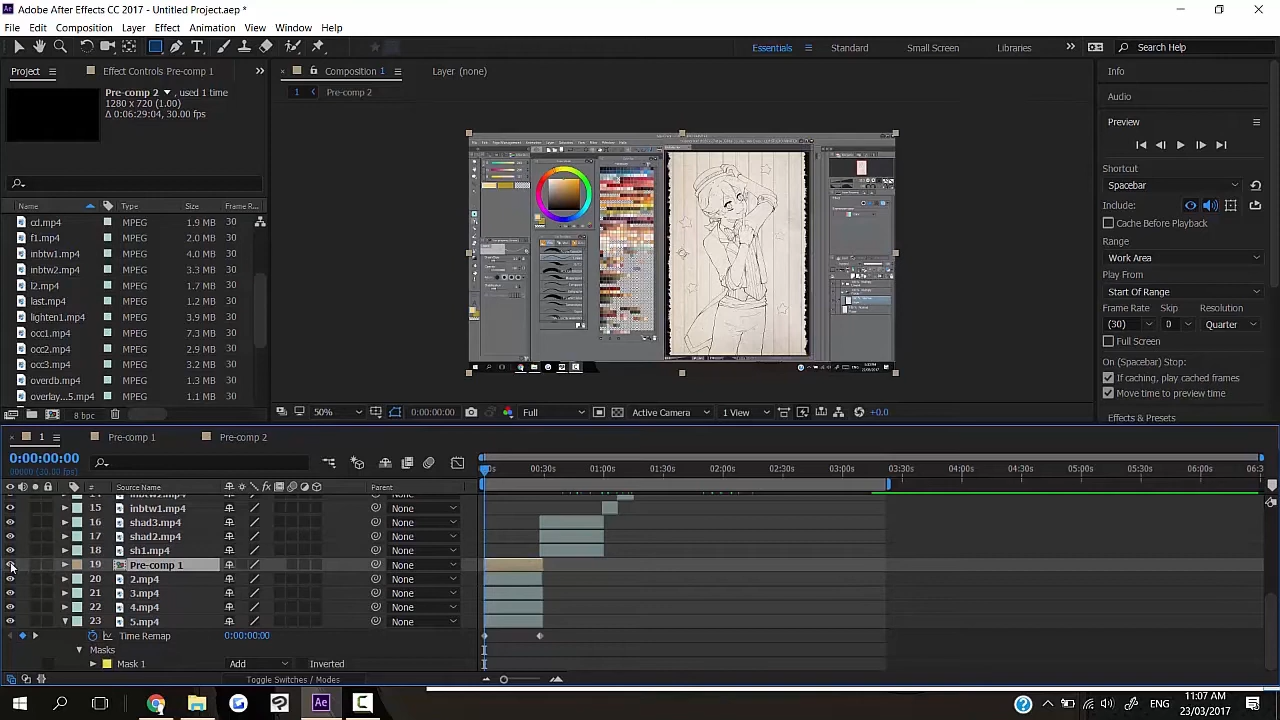 Adobe After Effects CC 2017 - Untitled Project.aep *
File Edit Composition Layer Effect Animation View Window Help
Essentials Standard Small Screen Libraries Search Help
Project Effect Controls Pre-comp 1
Composition 1 Layer (none)
1 Pre-comp 2
Pre-comp 2 , used 1 time
1280 x 720 (1.00)
Δ 0:06:29:04, 30.00 fps
Name Type Size Frame R...
cd.mp4 MPEG 1.9 MB 30
f1.mp4 MPEG 2.0 MB 30
inbtw1.mp4 MPEG 4.0 MB 30
inbtw2.mp4 MPEG 3.3 MB 30
l2.mp4 MPEG 2.4 MB 30
last.mp4 MPEG 2.1 MB 30
lighten1.mp4 MPEG 3.9 MB 30
occ1.mp4 MPEG 7.3 MB 30
occ2.mp4 MPEG 2.9 MB 30
occ3.mp4 MPEG 3.2 MB 30
overdb.mp4 MPEG 1.6 MB 30
overlay...5.mp4 MPEG 1.1 MB 30
8 bpc
50% 0:00:00:00 Full Active Camera 1 View +0.0
Info
Audio
Preview
Shortcut
Spacebar
Include:
Cache Before Playback
Range
Work Area
Play From
Start Of Range
Frame Rate Skip Resolution
(30) 0 Quarter
Full Screen
On (Spacebar) Stop:
If caching, play cached frames
Move time to preview time
Effects & Presets
1 Pre-comp 1 Pre-comp 2
0:00:00:00
00000 (30.00 fps)
00:30s 01:00s 01:30s 02:00s 02:30s 03:00s 03:30s 04:00s 04:30s 05:00s 05:30s 06:00s 06:3
# Source Name Parent
14 inbtw2.mp4 None
15 inbtw1.mp4 None
16 shad3.mp4 None
17 shad2.mp4 None
18 sh1.mp4 None
19 Pre-comp 1 None
20 2.mp4 None
21 3.mp4 None
22 4.mp4 None
23 5.mp4 None
Time Remap 0:00:00:00
Masks
Mask 1 Add Inverted
Toggle Switches / Modes
11:07 AM
ENG
23/03/2017